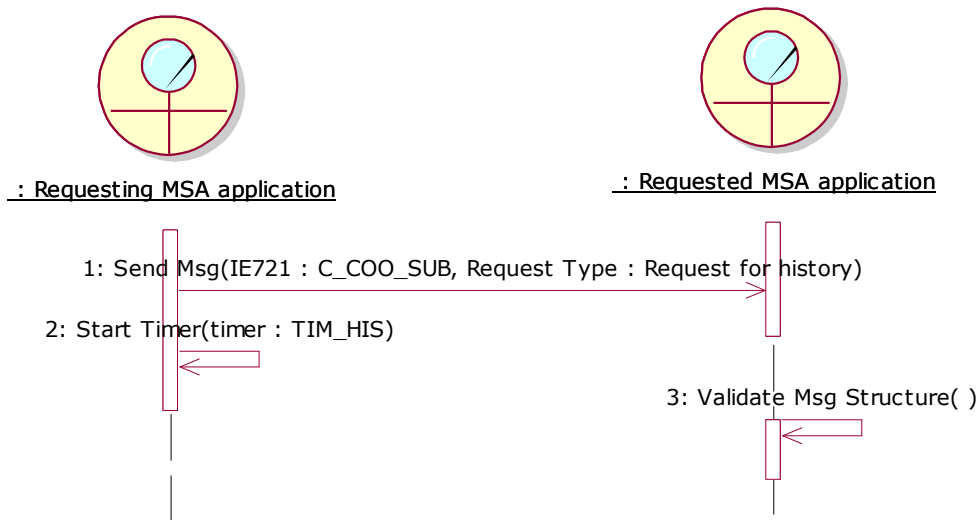 : Requesting MSA application
: Requested MSA application
1: Send Msg(IE721 : C_COO_SUB, Request Type : Request for history)
2: Start Timer(timer : TIM_HIS)
3: Validate Msg Structure( )